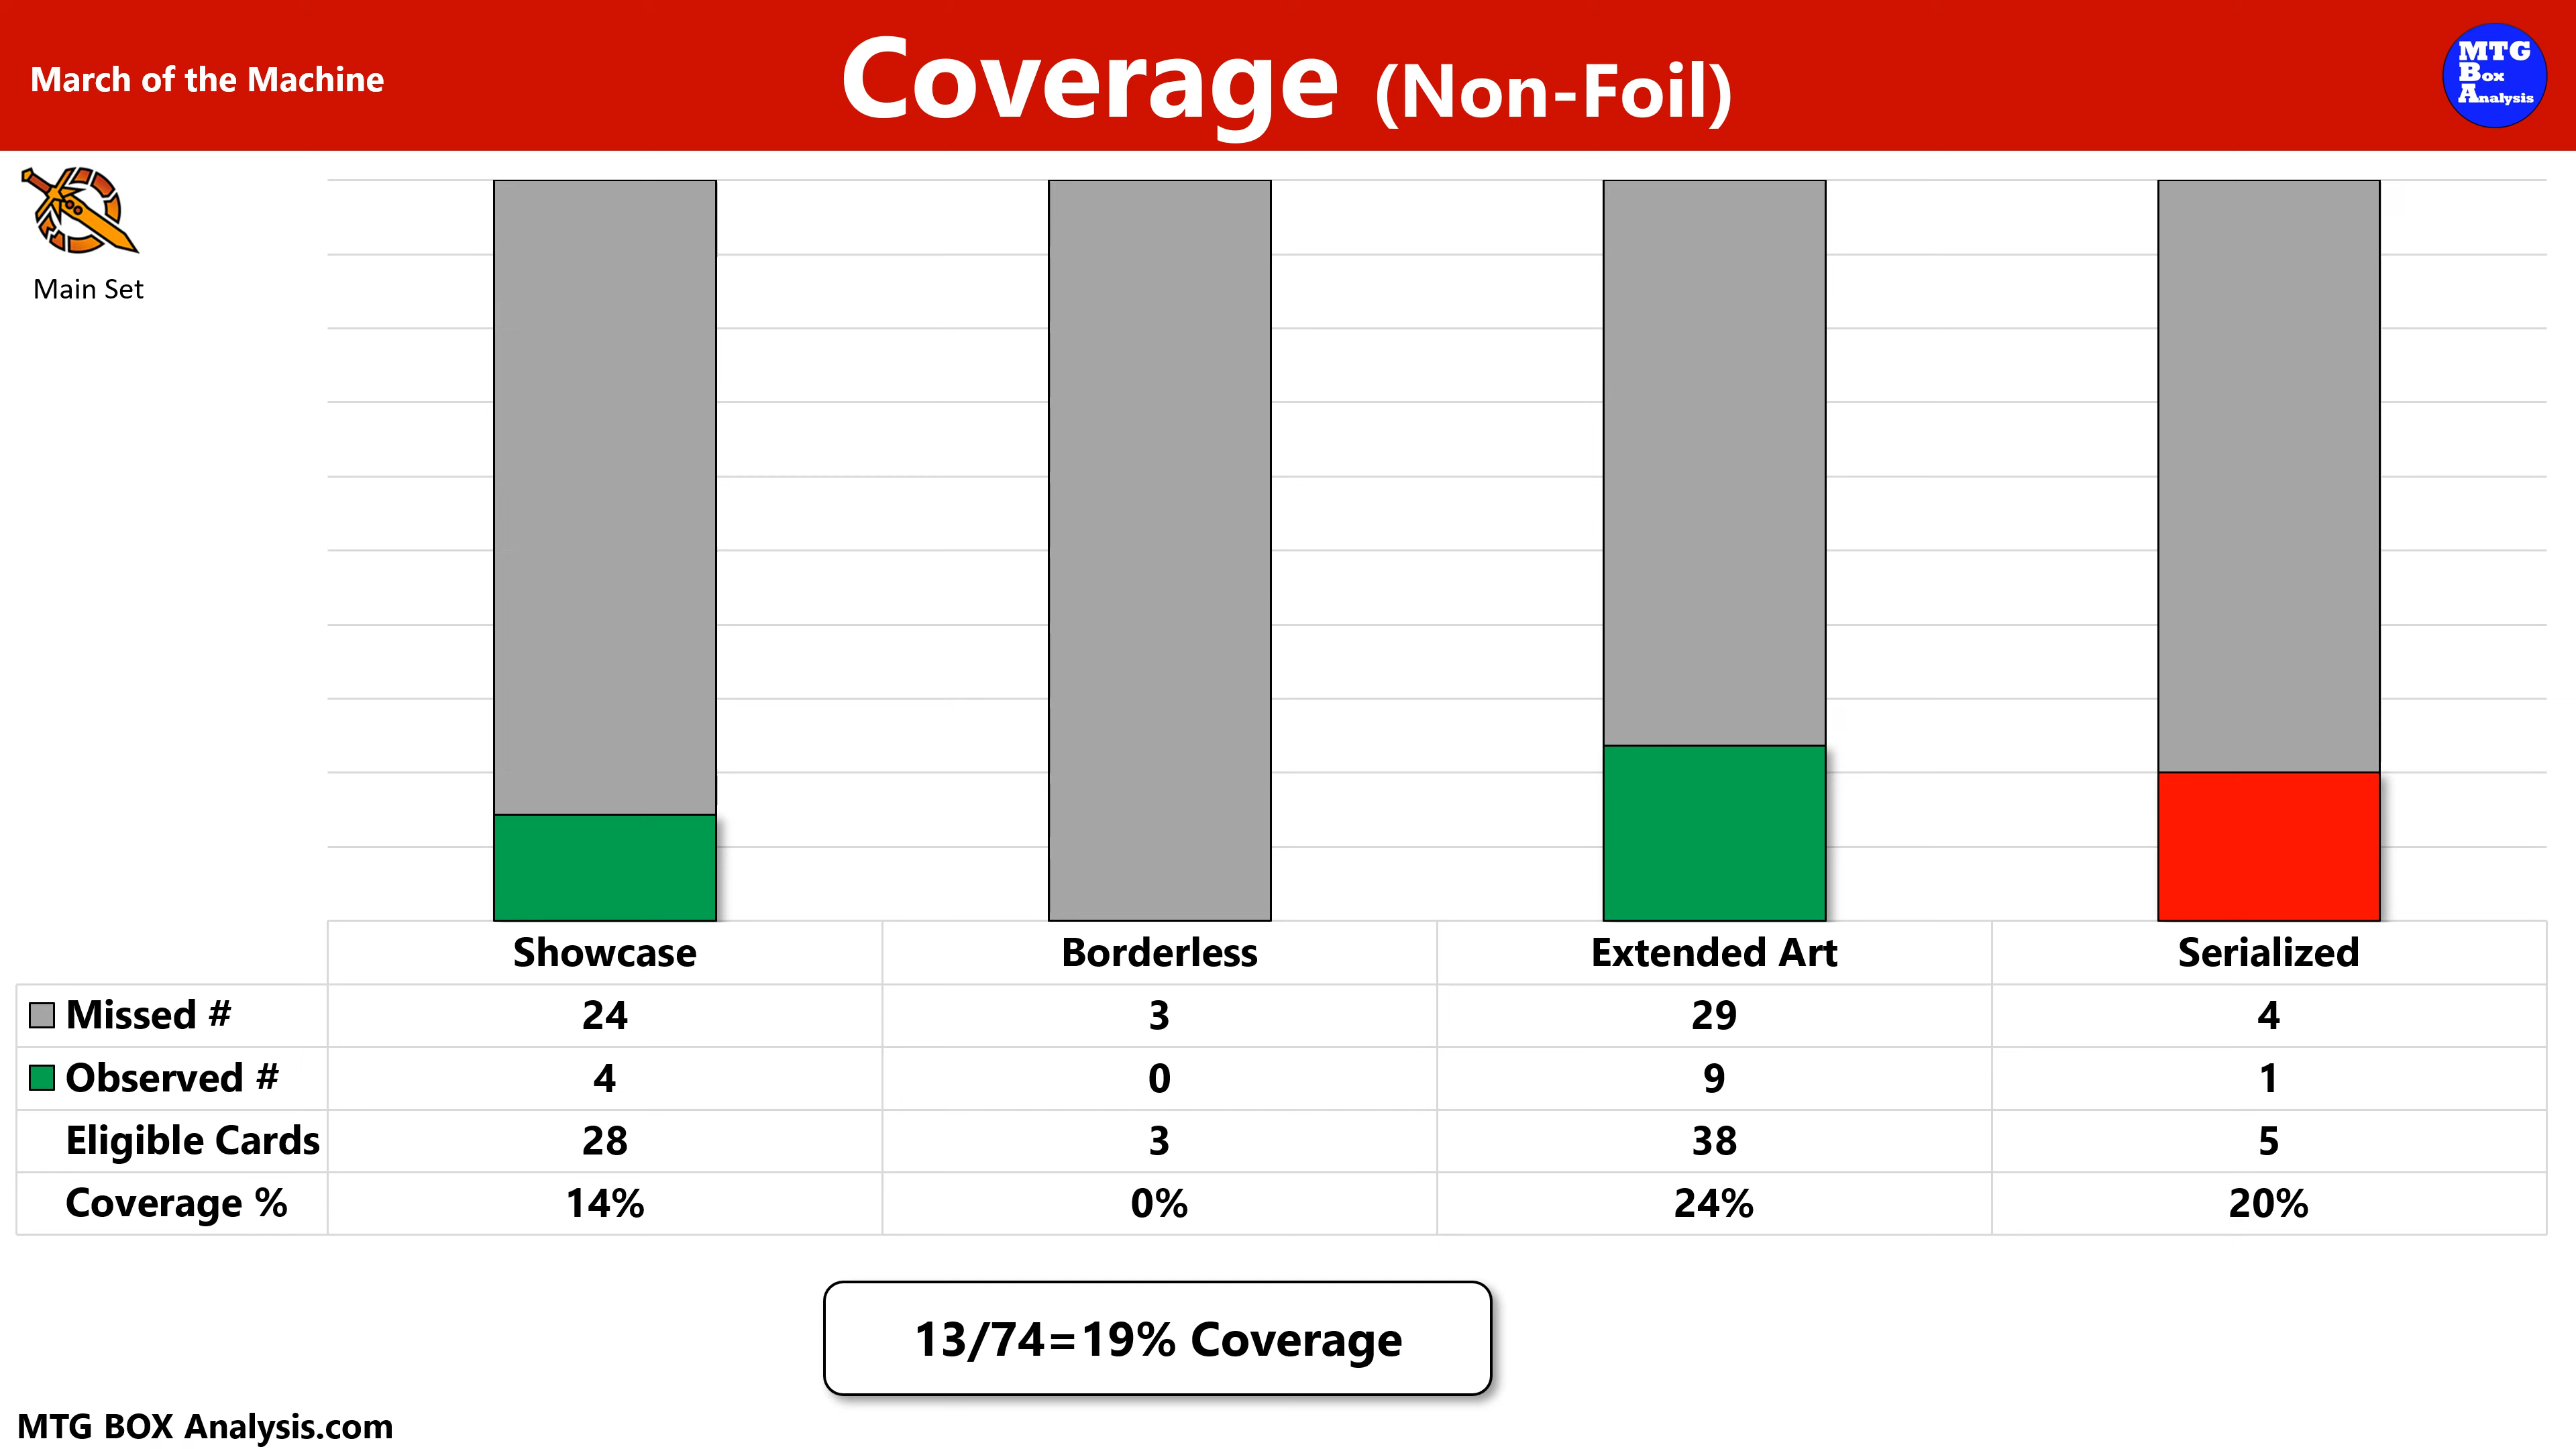 March of the Machine
Coverage (Non-Foil)
MTG
Box
Analysis
Main Set
Showcase Borderless Extended Art Serialized
Missed # 24 3 29 4
Observed # 4 0 9 1
Eligible Cards 28 3 38 5
Coverage % 14% 0% 24% 20%
13/74=19% Coverage
MTG BOX Analysis.com